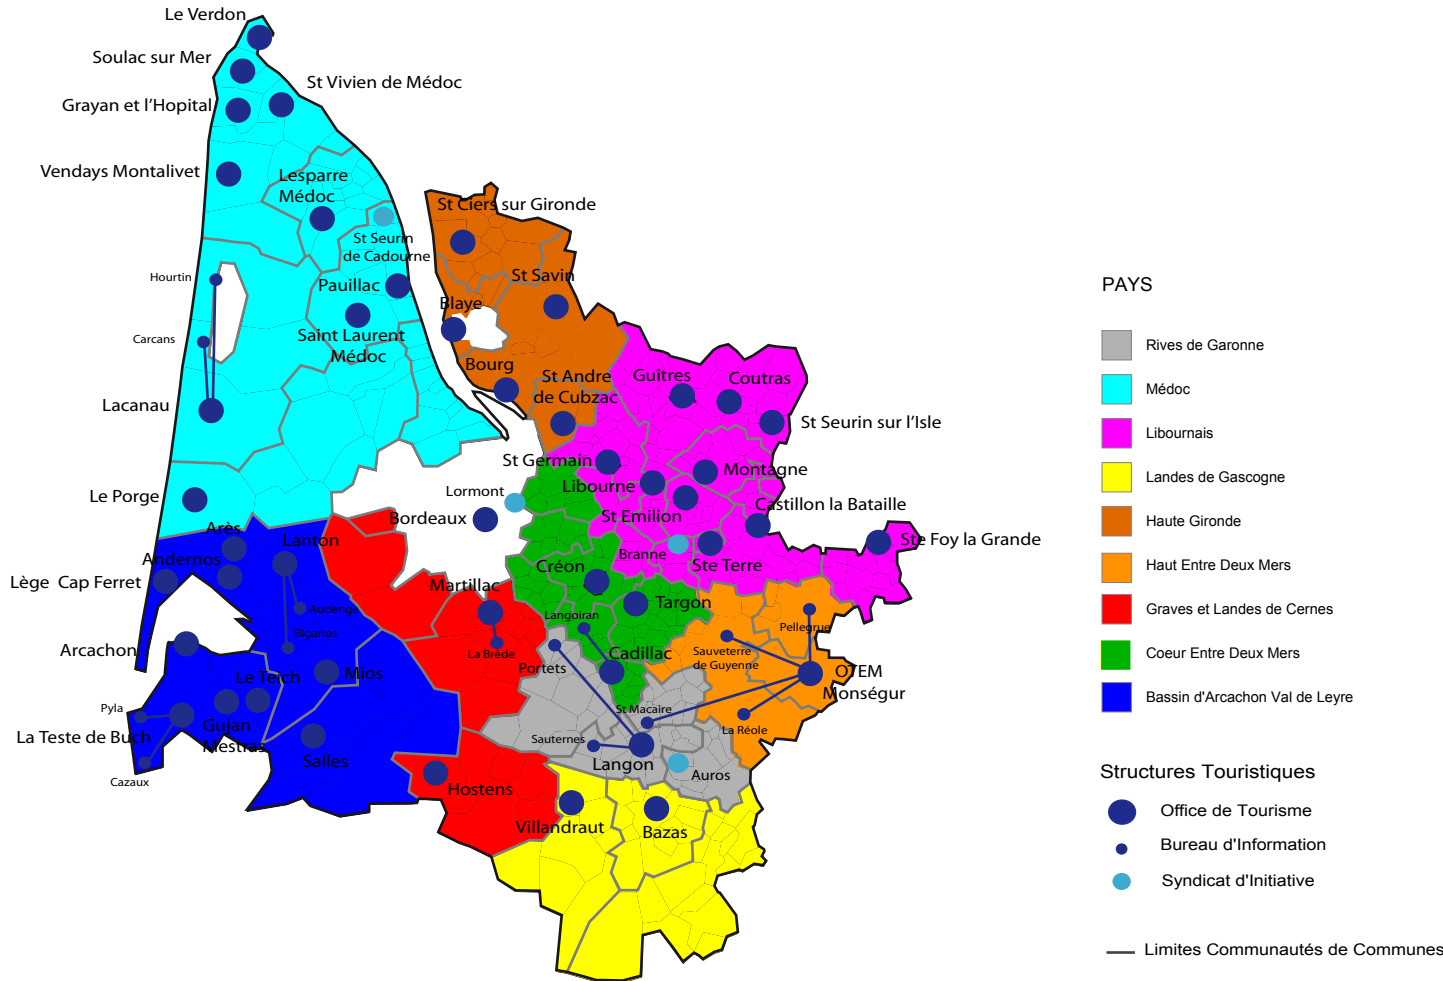 Le Verdon
Soulac sur Mer
St Vivien de Médoc
Grayan et l'Hopital
Vendays Montalivet
Lesparre
Médoc
St Ciers sur Gironde
St Seurin
de Cadourne
Hourtin
Pauillac
St Savin
Blaye
Carcans
Saint Laurent
Médoc
Bourg
St Andre
de Cubzac
Guîtres
Coutras
Lacanau
St Seurin sur l'Isle
St Germain
Montagne
Libourne
Le Porge
Lormont
Bordeaux
St Emilion
Castillon la Bataille
Arès
Lanton
Andernos
Branne
Ste Terre
Ste Foy la Grande
Lège Cap Ferret
Créon
Martillac
Targon
Audenge
Biganos
Langoiran
Pellegrue
Arcachon
La Brède
Portets
Cadillac
Sauveterre
de Guyenne
OTEM
Monségur
Le Teich
Mios
Pyla
St Macaire
La Réole
La Teste de Buch
Gujan
Mestras
Sauternes
Langon
Salles
Auros
Cazaux
Hostens
Villandraut
Bazas
PAYS
Rives de Garonne
Médoc
Libournais
Landes de Gascogne
Haute Gironde
Haut Entre Deux Mers
Graves et Landes de Cernes
Coeur Entre Deux Mers
Bassin d'Arcachon Val de Leyre
Structures Touristiques
Office de Tourisme
Bureau d'Information
Syndicat d'Initiative
Limites Communautés de Communes